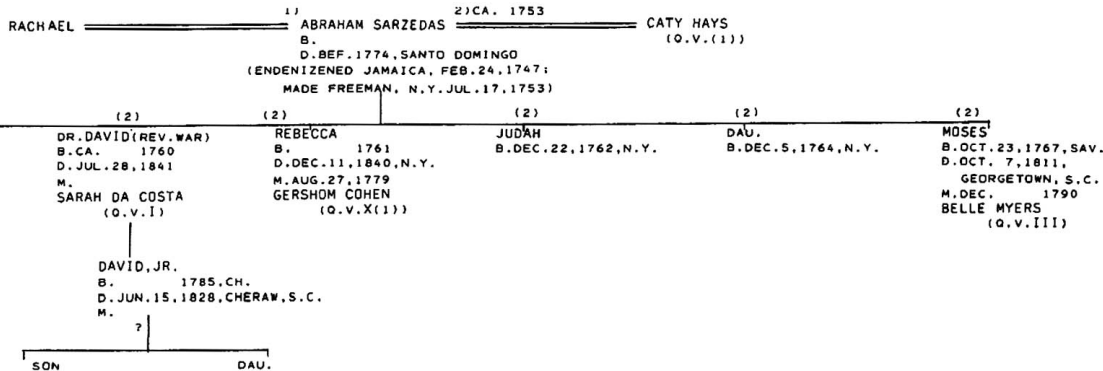 1) 2)CA. 1753
RACHAEL ABRAHAM SARZEDAS CATY HAYS
B. (Q.V.(1))
D.BEF.1774,SANTO DOMINGO
(ENDENIZENED JAMAICA, FEB.24,1747;
MADE FREEMAN, N.Y.JUL.17,1753)
(2) (2) (2) (2) (2)
DR.DAVID(REV.WAR)
B.CA. 1760
D.JUL.28,1841
M.
SARAH DA COSTA
(Q.V.I)
REBECCA
B. 1761
D.DEC.11,1840,N.Y.
M.AUG.27,1779
GERSHOM COHEN
(Q.V.X(1))
JUDAH
B.DEC.22,1762,N.Y.
DAU.
B.DEC.5,1764,N.Y.
MOSES
B.OCT.23,1767,SAV.
D.OCT. 7,1811,
GEORGETOWN, S.C.
M.DEC. 1790
BELLE MYERS
(Q.V.III)
DAVID,JR.
B. 1785,CH.
D.JUN.15,1828,CHERAW,S.C.
M.
?
SON DAU.